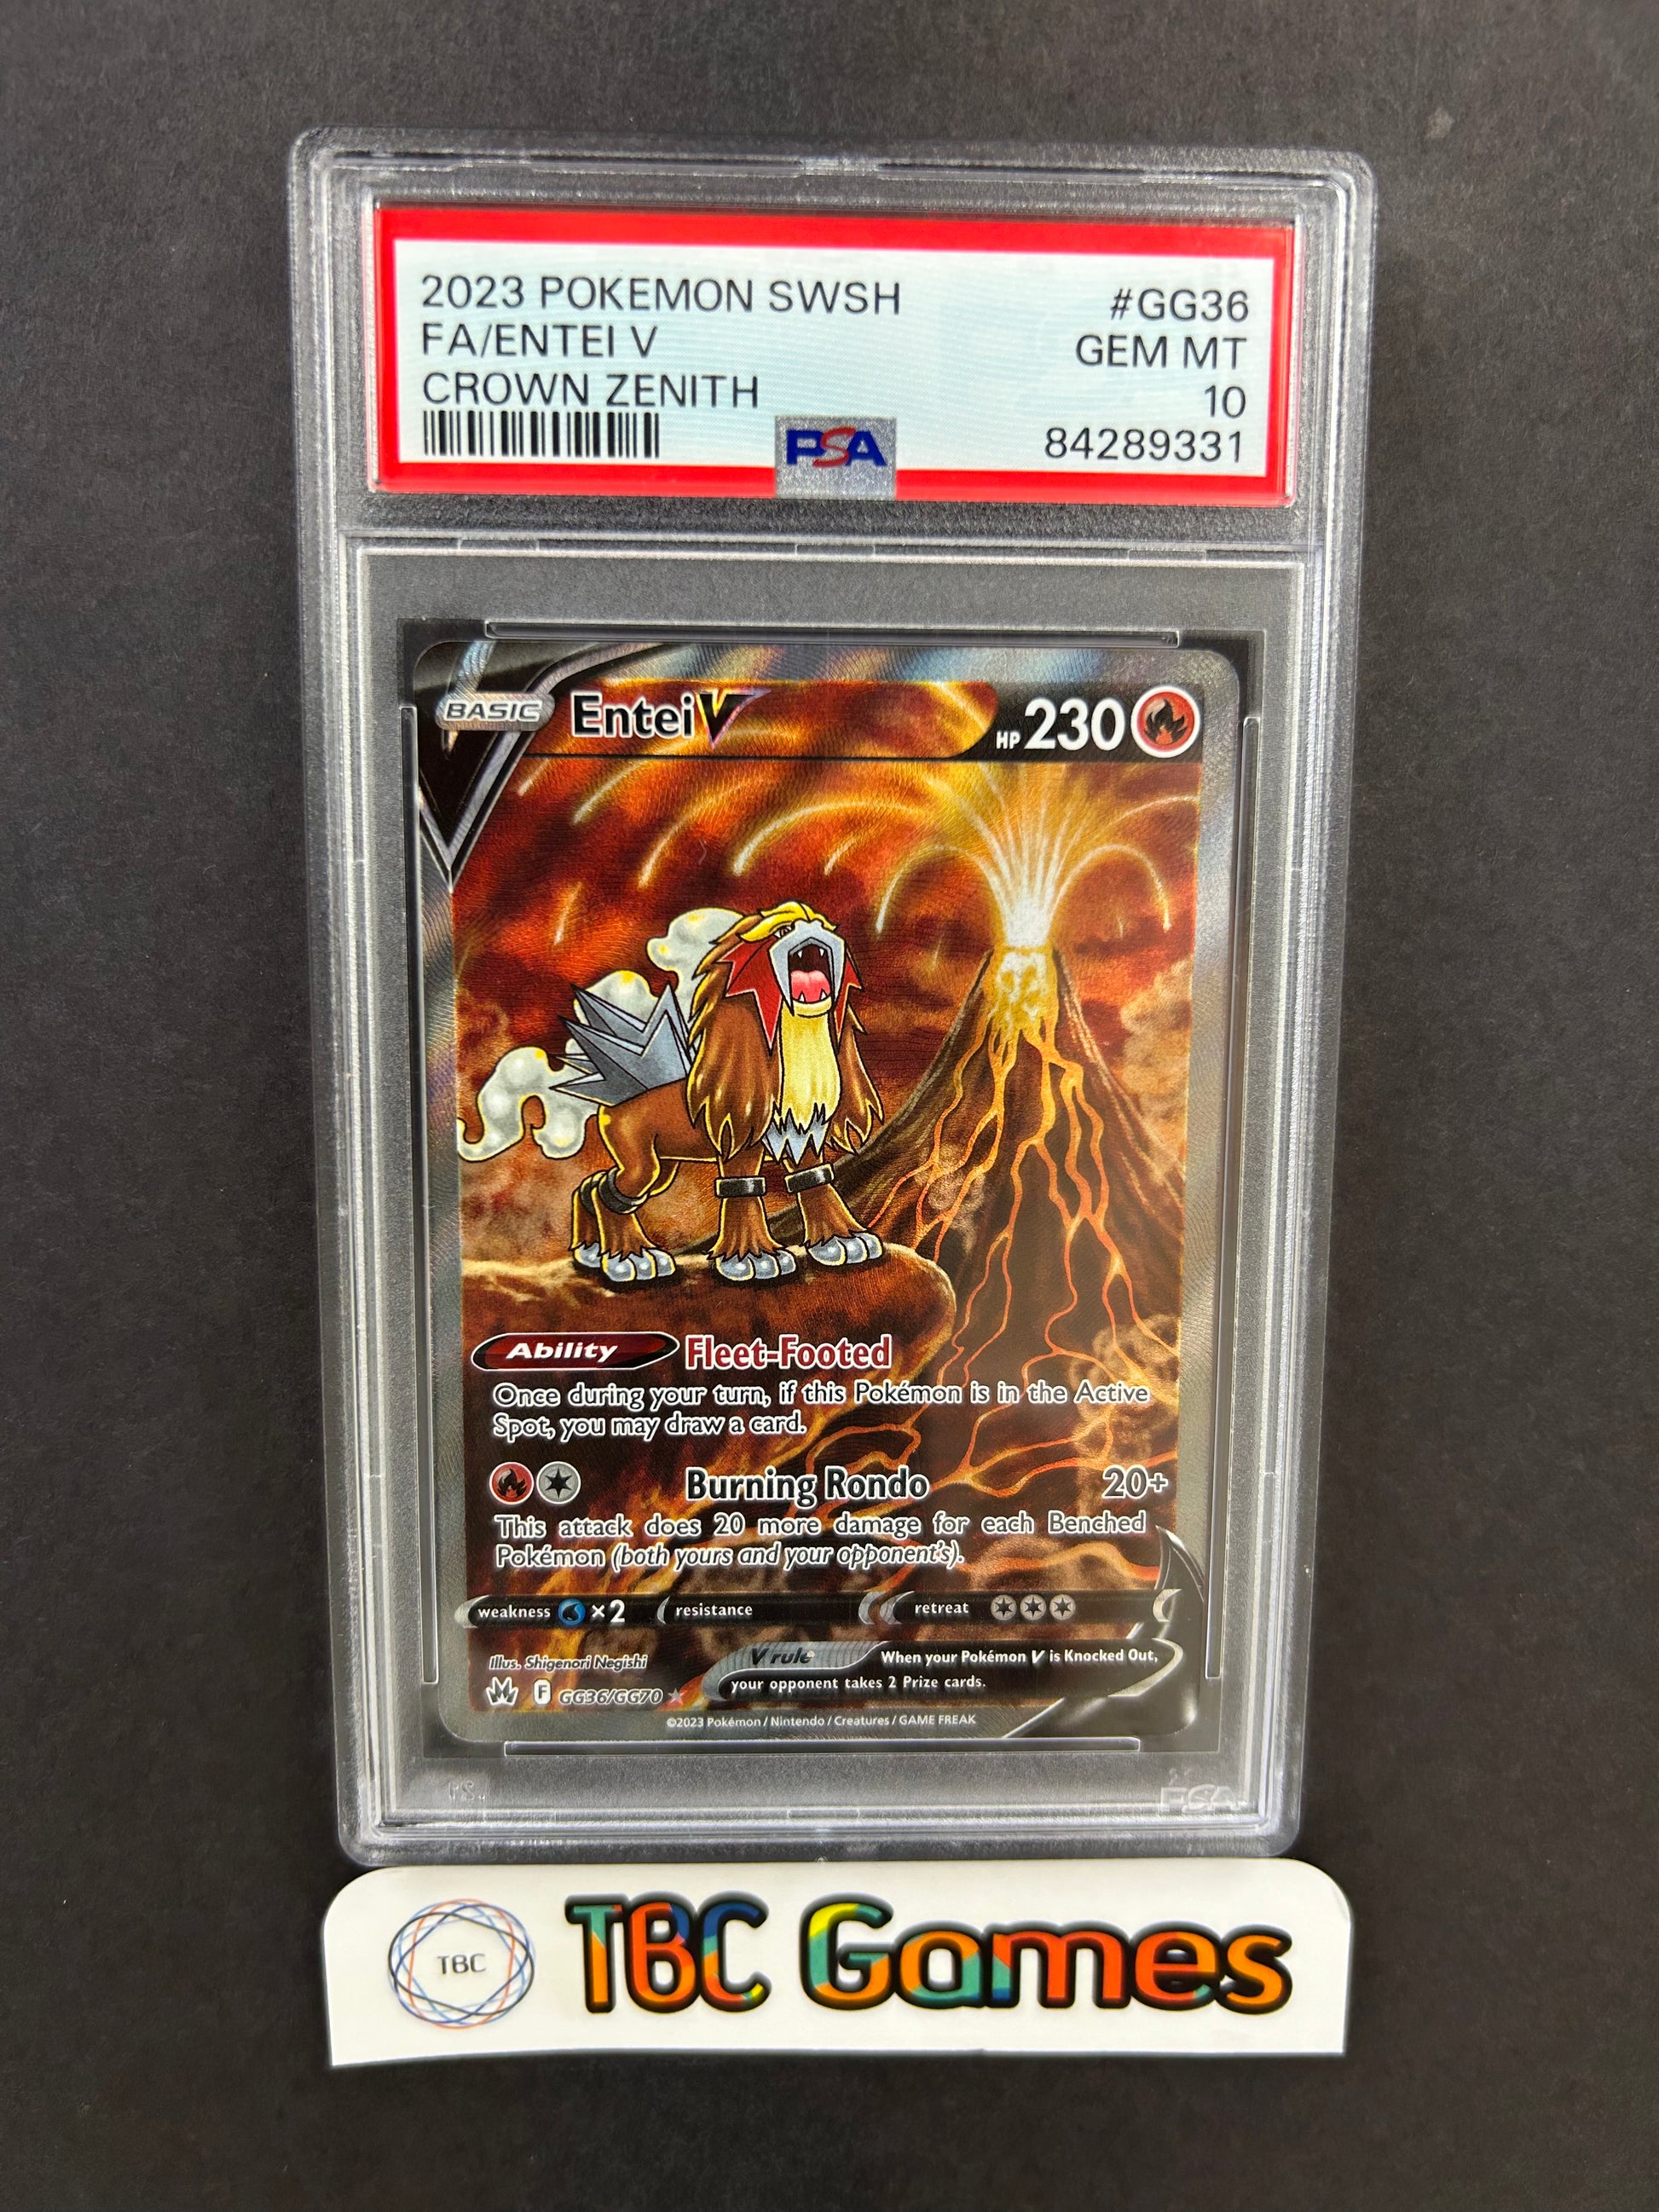 2023 POKEMON SWSH #GG36
FA/ENTEI V GEM MT
CROWN ZENITH 10
PSA 84289331
BASIC Entei V HP 230
Ability Fleet-Footed
Once during your turn, if this Pokémon is in the Active
Spot, you may draw a card.
Burning Rondo 20+
This attack does 20 more damage for each Benched
Pokémon (both yours and your opponent's).
weakness ×2 resistance retreat
Illus. Shigenori Negishi
V rule When your Pokémon V is Knocked Out,
your opponent takes 2 Prize cards.
F GG36/GG70
©2023 Pokémon / Nintendo / Creatures / GAME FREAK
PSA
TBC TBC Games